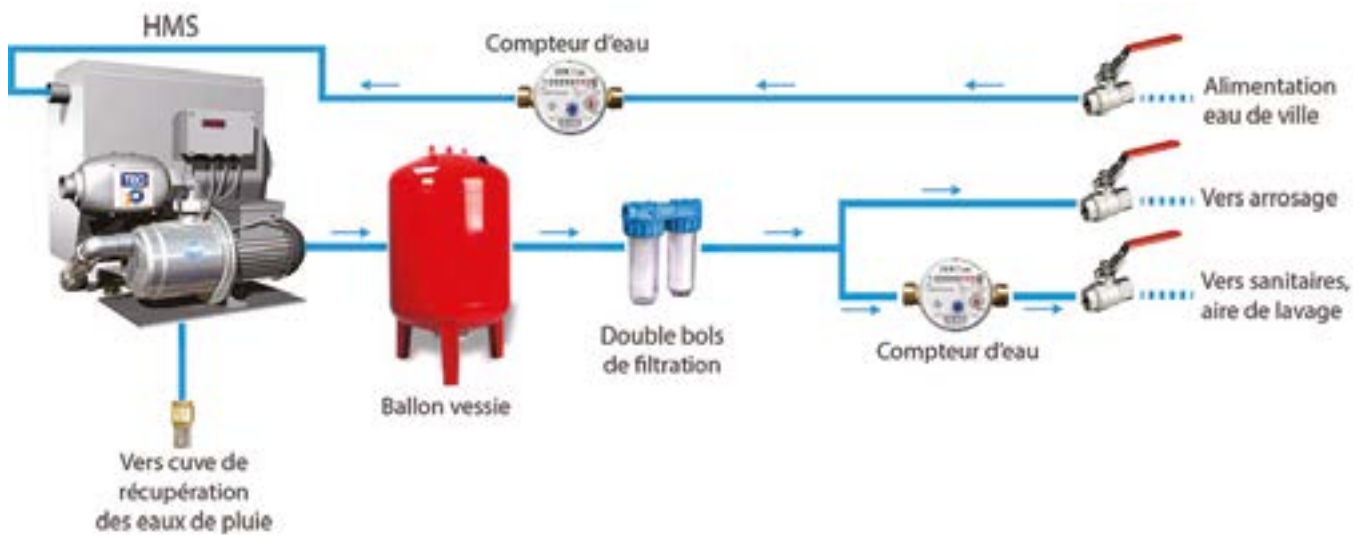 HMS
Compteur d'eau
Alimentation
eau de ville
Vers arrosage
Vers sanitaires,
aire de lavage
Compteur d'eau
Double bols
de filtration
Ballon vessie
Vers cuve de
récupération
des eaux de pluie